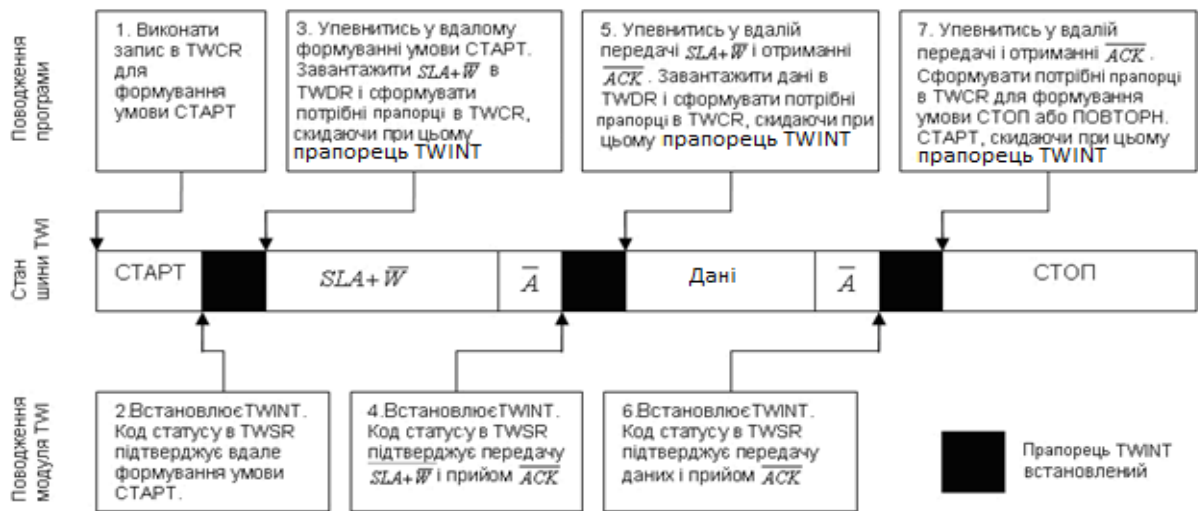 Поводження
програми
1. Виконати
запис в TWCR
для
формування
умови СТАРТ
3. Упевнитись у вдалому
формуванні умови СТАРТ.
Завантажити SLA+W̅ в
TWDR і сформувати
потрібні прапорці в TWCR,
скидаючи при цьому
прапорець TWINT
5. Упевнитись у вдалій
передачі SLA+W̅ і отриманні
A̅C̅K̅. Завантажити дані в
TWDR і сформувати потрібні
прапорці в TWCR, скидаючи при
цьому прапорець TWINT
7. Упевнитись у вдалій
передачі і отриманні A̅C̅K̅.
Сформувати потрібні прапорці
в TWCR для формування
умови СТОП або ПОВТОРН.
СТАРТ, скидаючи при цьому
прапорець TWINT
Стан
шини TWI
СТАРТ
SLA+W̅
A̅
Дані
A̅
СТОП
Поводження
модуля TWI
2.Встановлює TWINT.
Код статусу в TWSR
підтверджує вдале
формування умови
СТАРТ.
4.Встановлює TWINT.
Код статусу в TWSR
підтверджує передачу
S̅L̅A̅+̅W̅ і прийом A̅C̅K̅
6.Встановлює TWINT.
Код статусу в TWSR
підтверджує передачу
даних і прийом A̅C̅K̅
Прапорець TWINT
встановлений